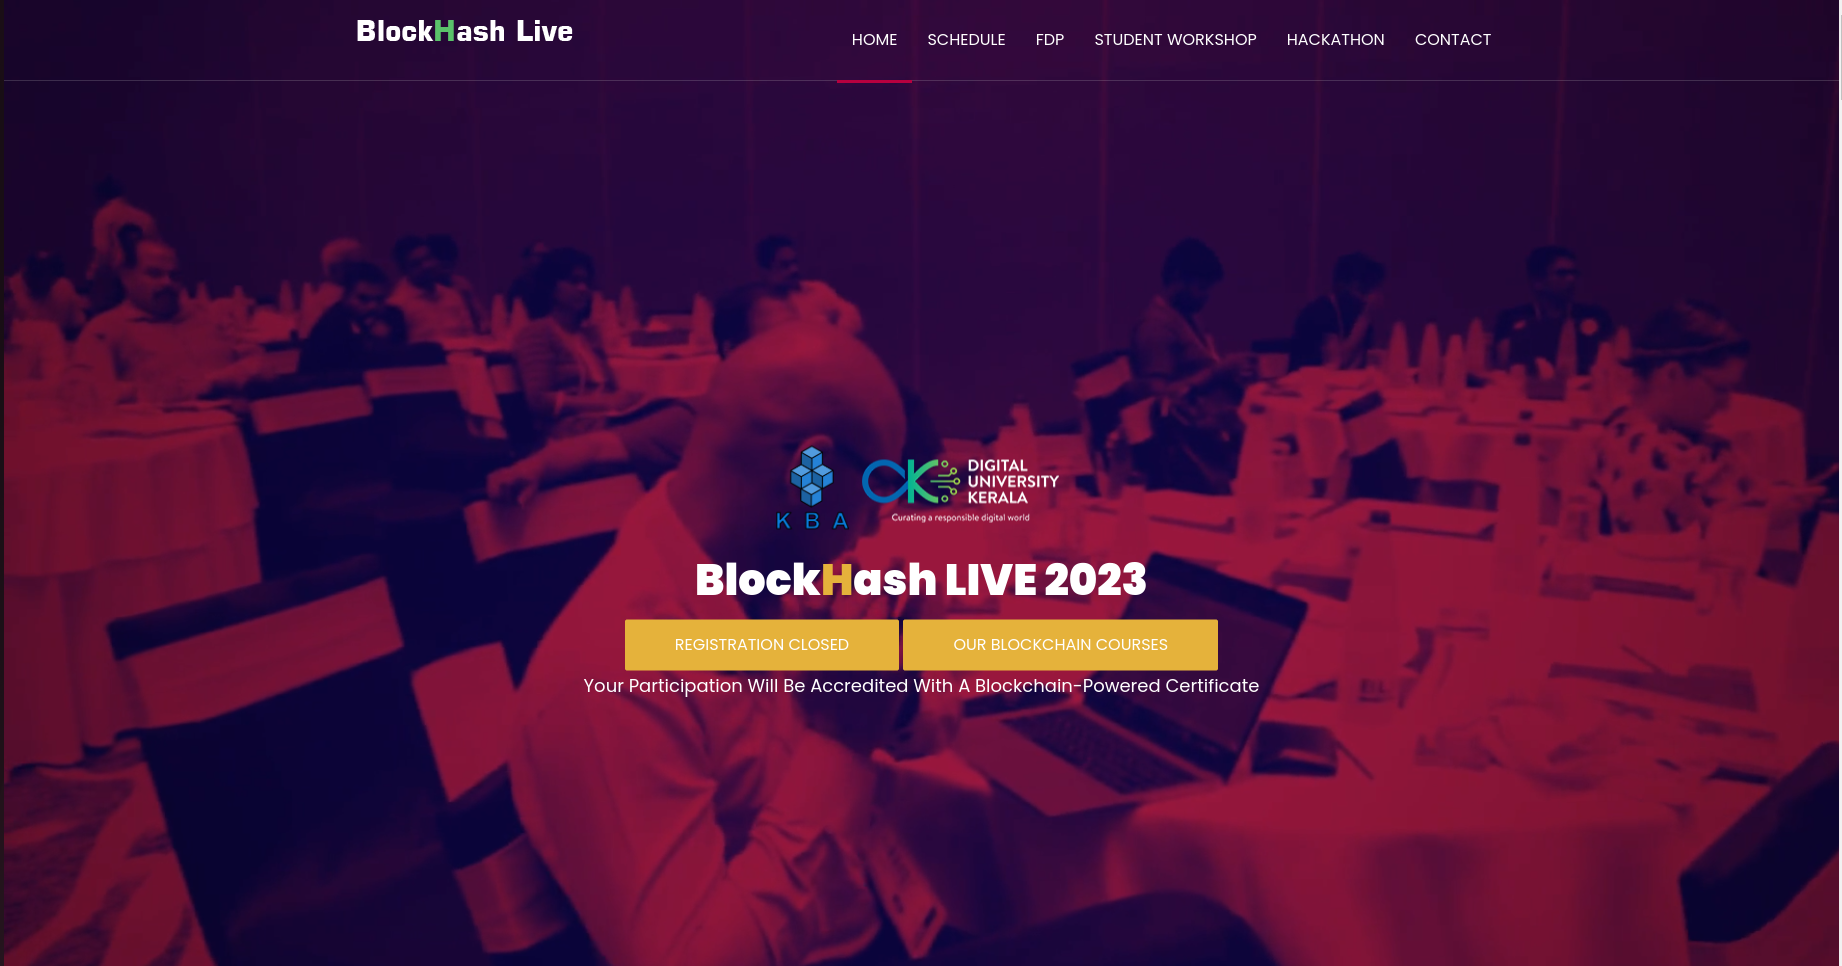 BlockHash Live
HOME SCHEDULE FDP STUDENT WORKSHOP HACKATHON CONTACT
KBA
DIGITAL
UNIVERSITY
KERALA
Curating a responsible digital world
BlockHash LIVE 2023
REGISTRATION CLOSED
OUR BLOCKCHAIN COURSES
Your Participation Will Be Accredited With A Blockchain-Powered Certificate